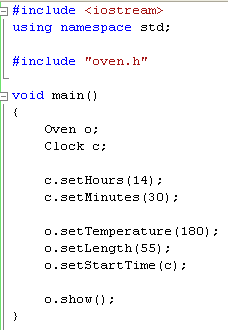 #include <iostream>
using namespace std;
#include "oven.h"
void main()
{
Oven o;
Clock c;
c.setHours(14);
c.setMinutes(30);
o.setTemperature(180);
o.setLength(55);
o.setStartTime(c);
o.show();
}